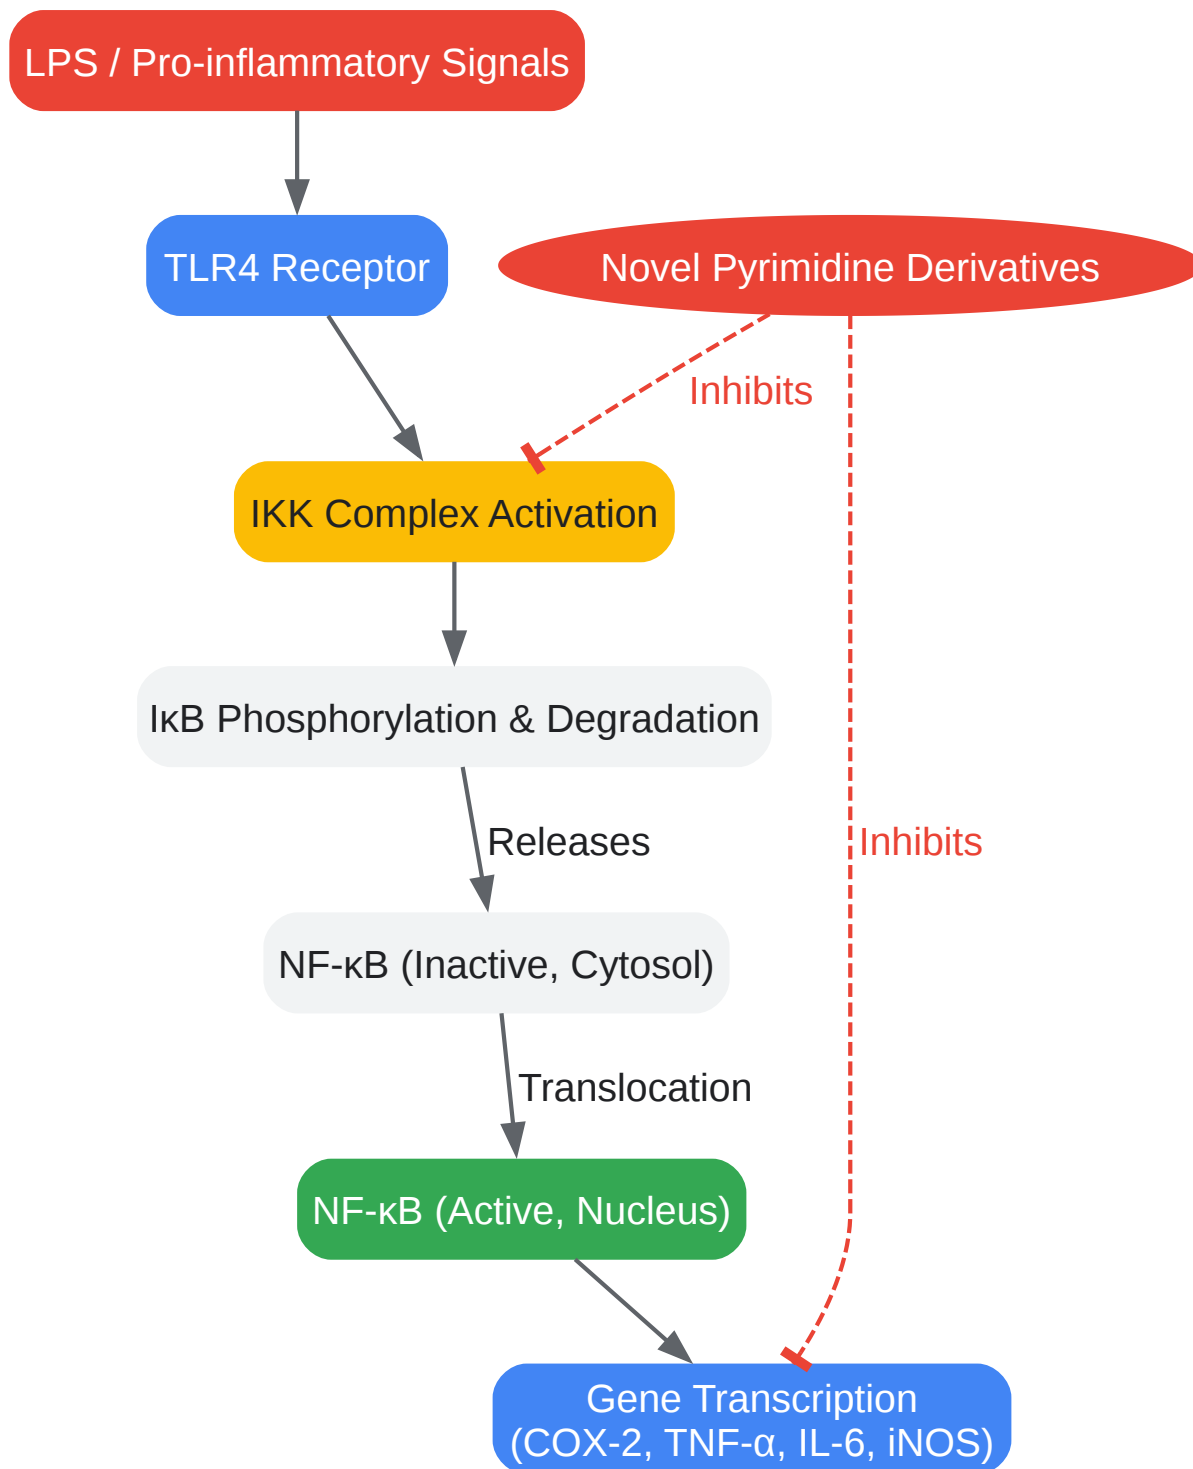 LPS / Pro-inflammatory Signals
TLR4 Receptor
Novel Pyrimidine Derivatives
Inhibits
IKK Complex Activation
IκB Phosphorylation & Degradation
Releases
Inhibits
NF-κB (Inactive, Cytosol)
Translocation
NF-κB (Active, Nucleus)
Gene Transcription
(COX-2, TNF-α, IL-6, iNOS)